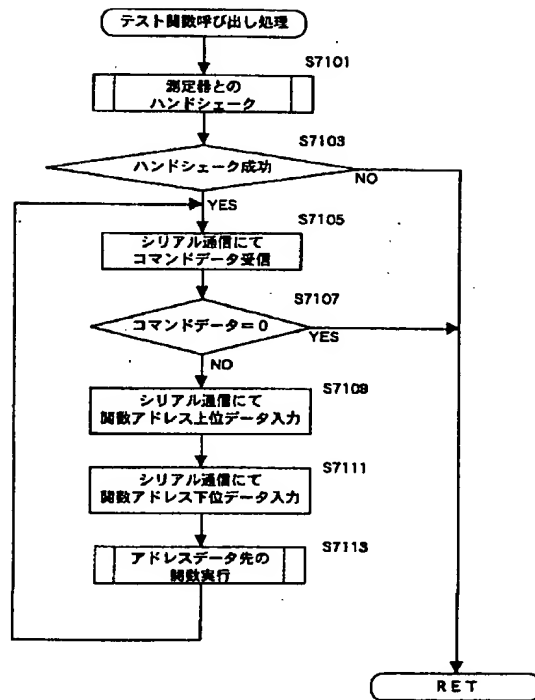 テスト関数呼び出し処理
S7101
測定器との
ハンドシェーク
S7103
ハンドシェーク成功
NO
YES
S7105
シリアル通信にて
コマンドデータ受信
S7107
コマンドデータ=0
YES
NO
S7109
シリアル通信にて
関数アドレス上位データ入力
S7111
シリアル通信にて
関数アドレス下位データ入力
S7113
アドレスデータ先の
関数実行
RET